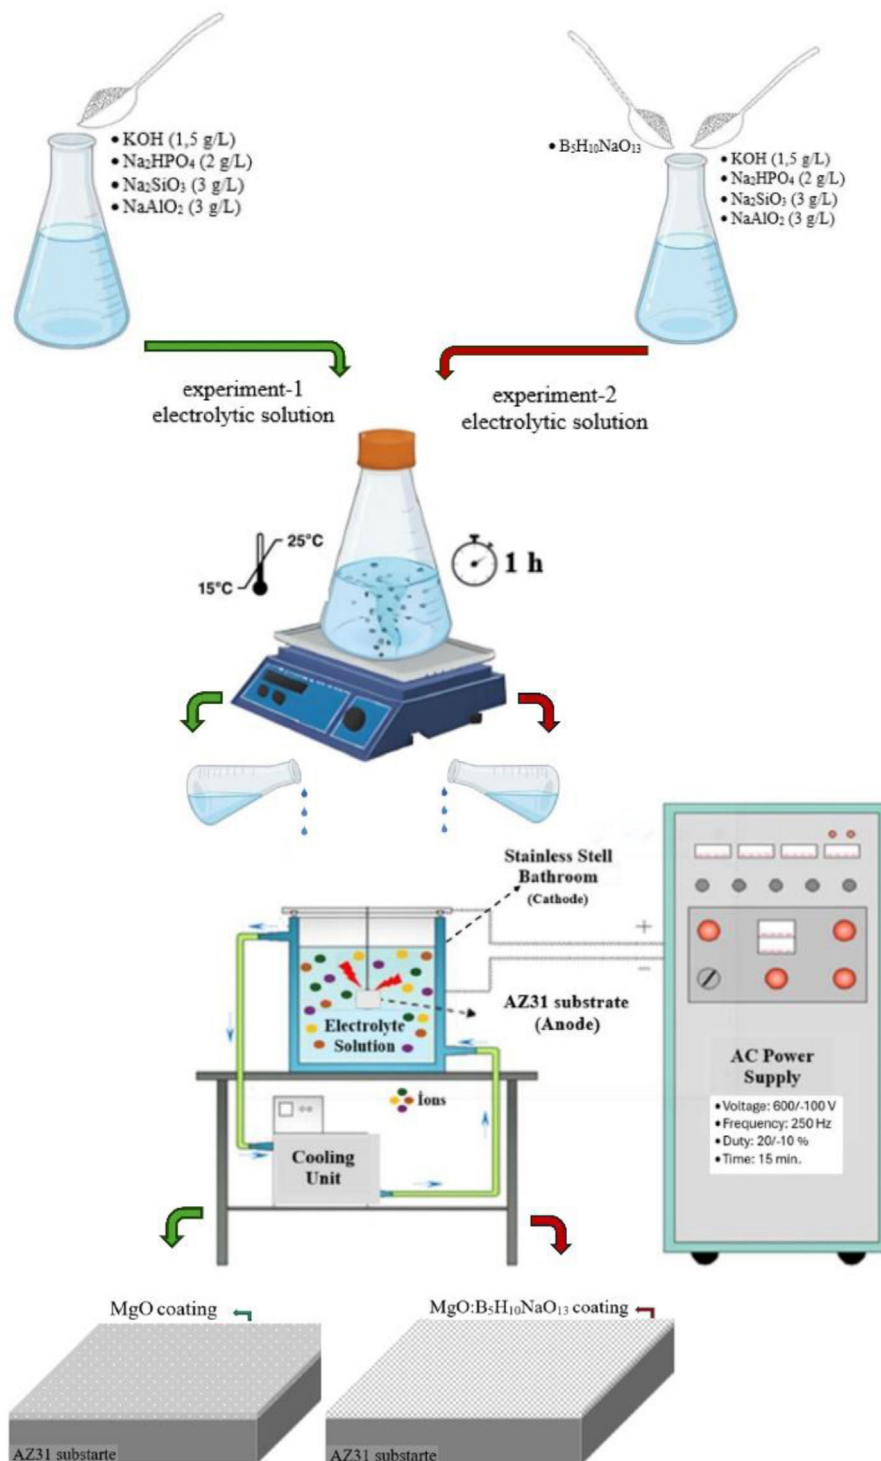 • KOH (1,5 g/L)
• Na₂HPO₄ (2 g/L)
• Na₂SiO₃ (3 g/L)
• NaAlO₂ (3 g/L)
• B₅H₁₀NaO₁₃
• KOH (1,5 g/L)
• Na₂HPO₄ (2 g/L)
• Na₂SiO₃ (3 g/L)
• NaAlO₂ (3 g/L)
experiment-1
electrolytic solution
experiment-2
electrolytic solution
25°C
15°C
1 h
Stainless Stell
Bathroom
(Cathode)
+
−
AZ31 substrate
(Anode)
Electrolyte
Solution
İons
Cooling
Unit
AC Power
Supply
• Voltage: 600/-100 V
• Frequency: 250 Hz
• Duty: 20/-10 %
• Time: 15 min.
MgO coating
MgO:B₅H₁₀NaO₁₃ coating
AZ31 substarte
AZ31 substarte